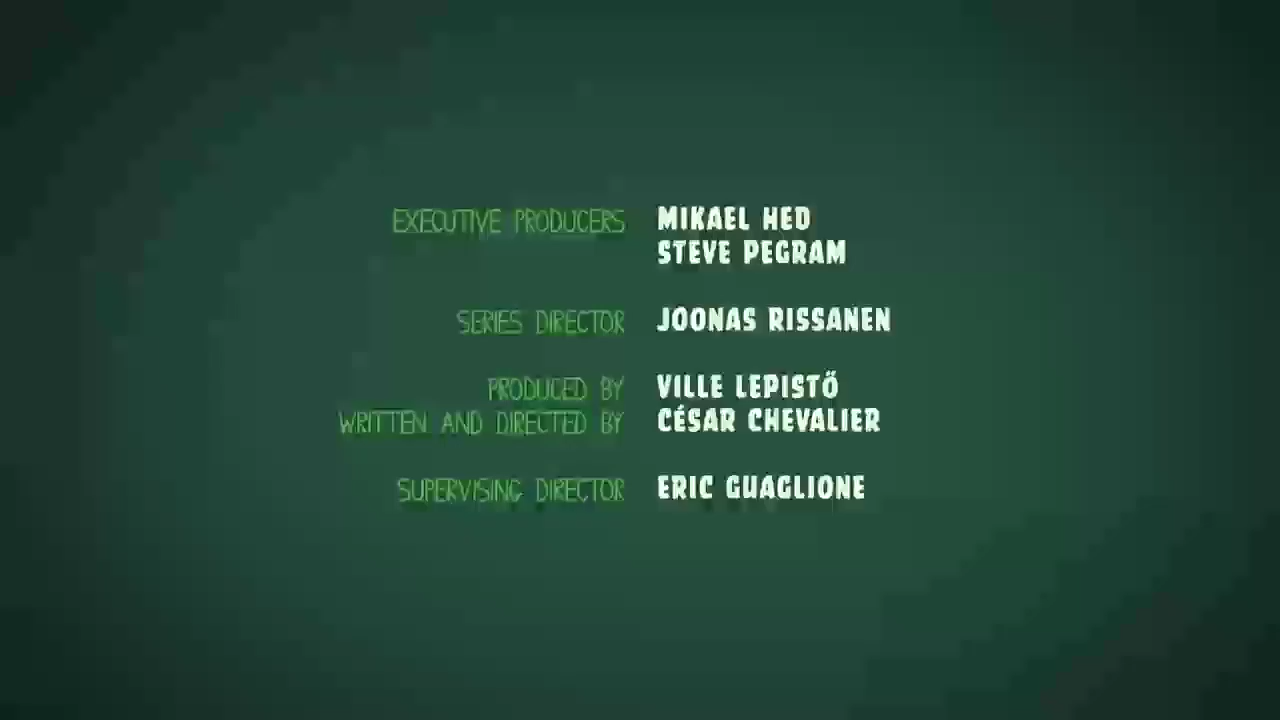 EXECUTIVE PRODUCERS MIKAEL HED
STEVE PEGRAM
SERIES DIRECTOR JOONAS RISSANEN
PRODUCED BY VILLE LEPISTÖ
WRITTEN AND DIRECTED BY CÉSAR CHEVALIER
SUPERVISING DIRECTOR ERIC GUAGLIONE